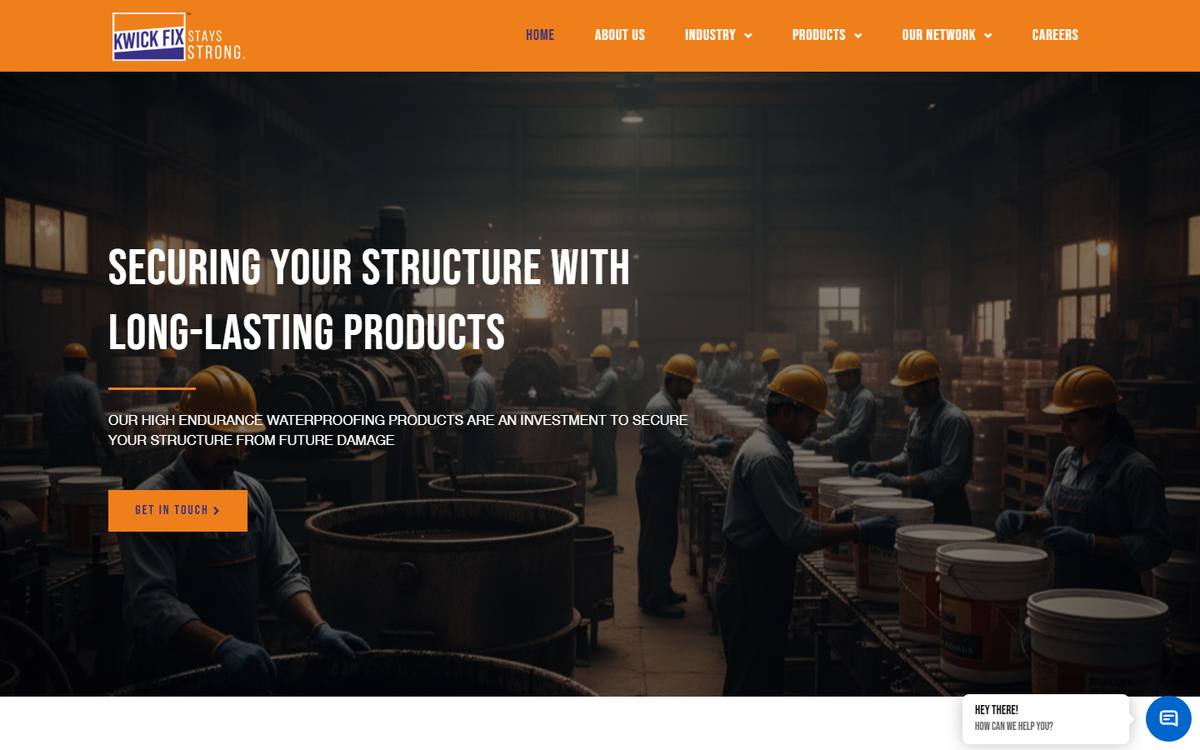 KWICK FIX
STAYS
STRONG.
HOME
ABOUT US
INDUSTRY
PRODUCTS
OUR NETWORK
CAREERS
SECURING YOUR STRUCTURE WITH
LONG-LASTING PRODUCTS
OUR HIGH ENDURANCE WATERPROOFING PRODUCTS ARE AN INVESTMENT TO SECURE
YOUR STRUCTURE FROM FUTURE DAMAGE
GET IN TOUCH
HEY THERE!
HOW CAN WE HELP YOU?